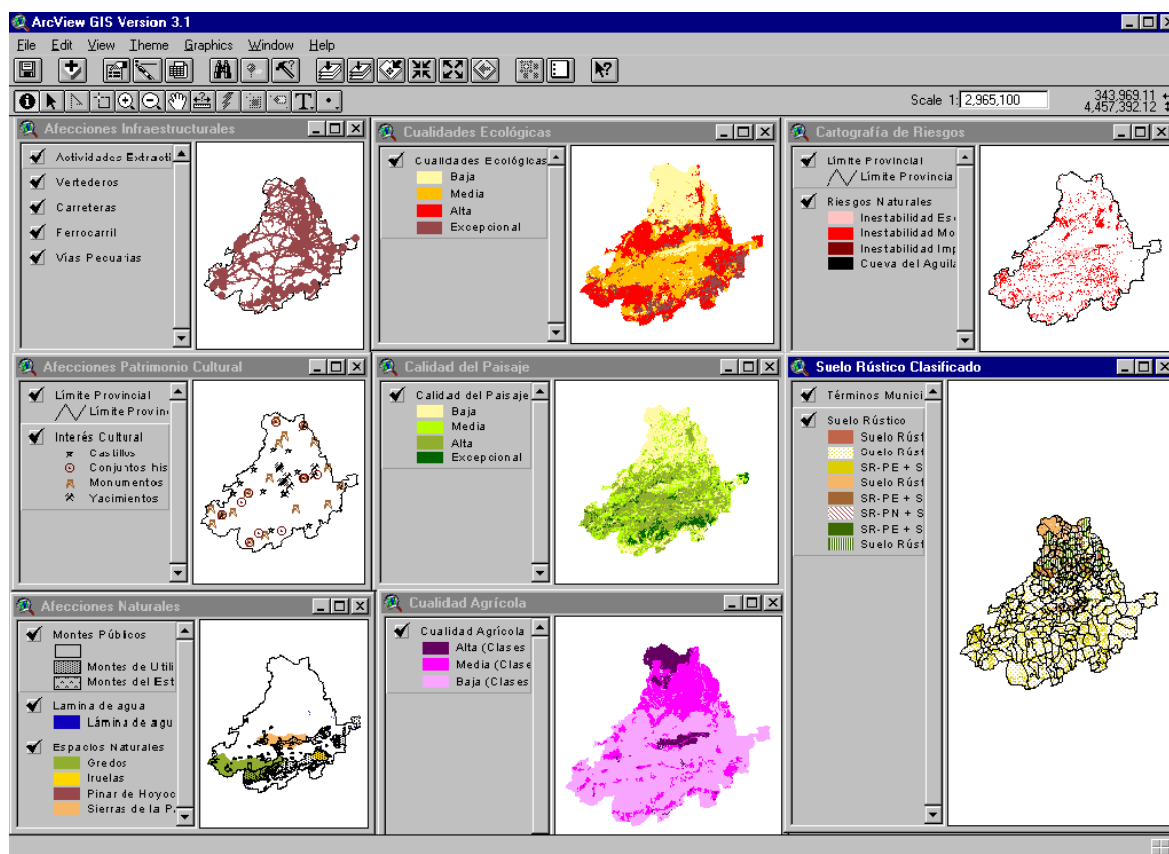 ArcView GIS Version 3.1
File Edit View Theme Graphics Window Help
Scale 1: 2,965,100
343,969.11
4,457,392.12
Afecciones Infraestructurales
Actividades Extracti
Vertederos
Carreteras
Ferrocarril
Vías Pecuarias
Cualidades Ecológicas
Cualidades Ecológicas
Baja
Media
Alta
Excepcional
Cartografía de Riesgos
Límite Provincial
Límite Provincia
Riesgos Naturales
Inestabilidad Es
Inestabilidad Mo
Inestabilidad Imp
Cueva del Aguila
Afecciones Patrimonio Cultural
Límite Provincial
Límite Provin
Interés Cultural
Castillos
Conjuntos his
Monumentos
Yacimientos
Calidad del Paisaje
Calidad del Paisaje
Baja
Media
Alta
Excepcional
Suelo Rústico Clasificado
Términos Munici
Suelo Rústico
Suelo Rúst
Suelo Rúst
SR-PE + S
Suelo Rúst
SR-PE + S
SR-PN + S
SR-PE + S
Suelo Rúst
Afecciones Naturales
Montes Públicos
Montes de Utili
Montes del Est
Lamina de agua
Lámina de agu
Espacios Naturales
Gredos
Iruelas
Pinar de Hoyoc
Sierras de la P
Cualidad Agrícola
Cualidad Agrícola
Alta (Clases
Media (Clase
Baja (Clases